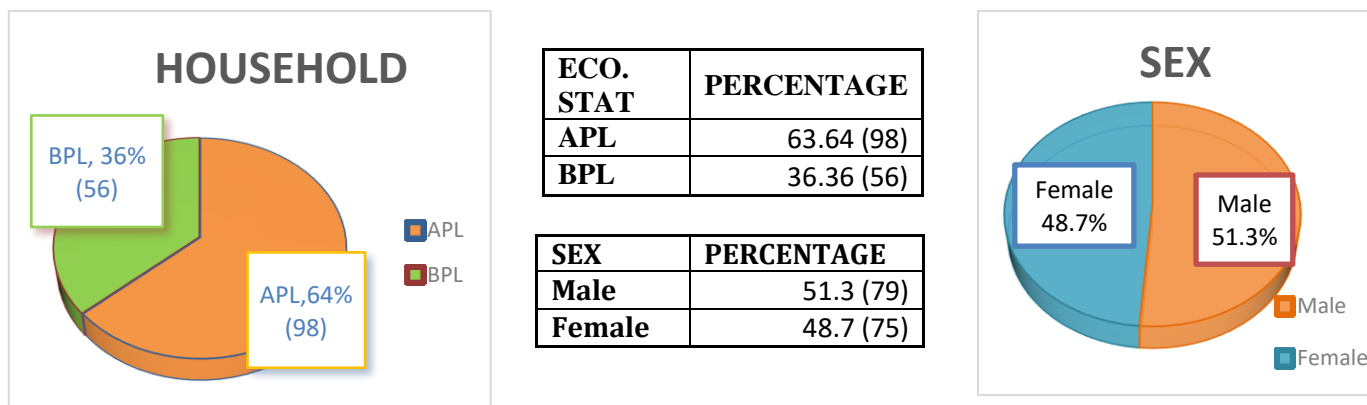 HOUSEHOLD
BPL, 36%
(56)
APL,64%
(98)
APL
BPL
ECO. STAT PERCENTAGE
APL 63.64 (98)
BPL 36.36 (56)
SEX PERCENTAGE
Male 51.3 (79)
Female 48.7 (75)
SEX
Female
48.7%
Male
51.3%
Male
Female